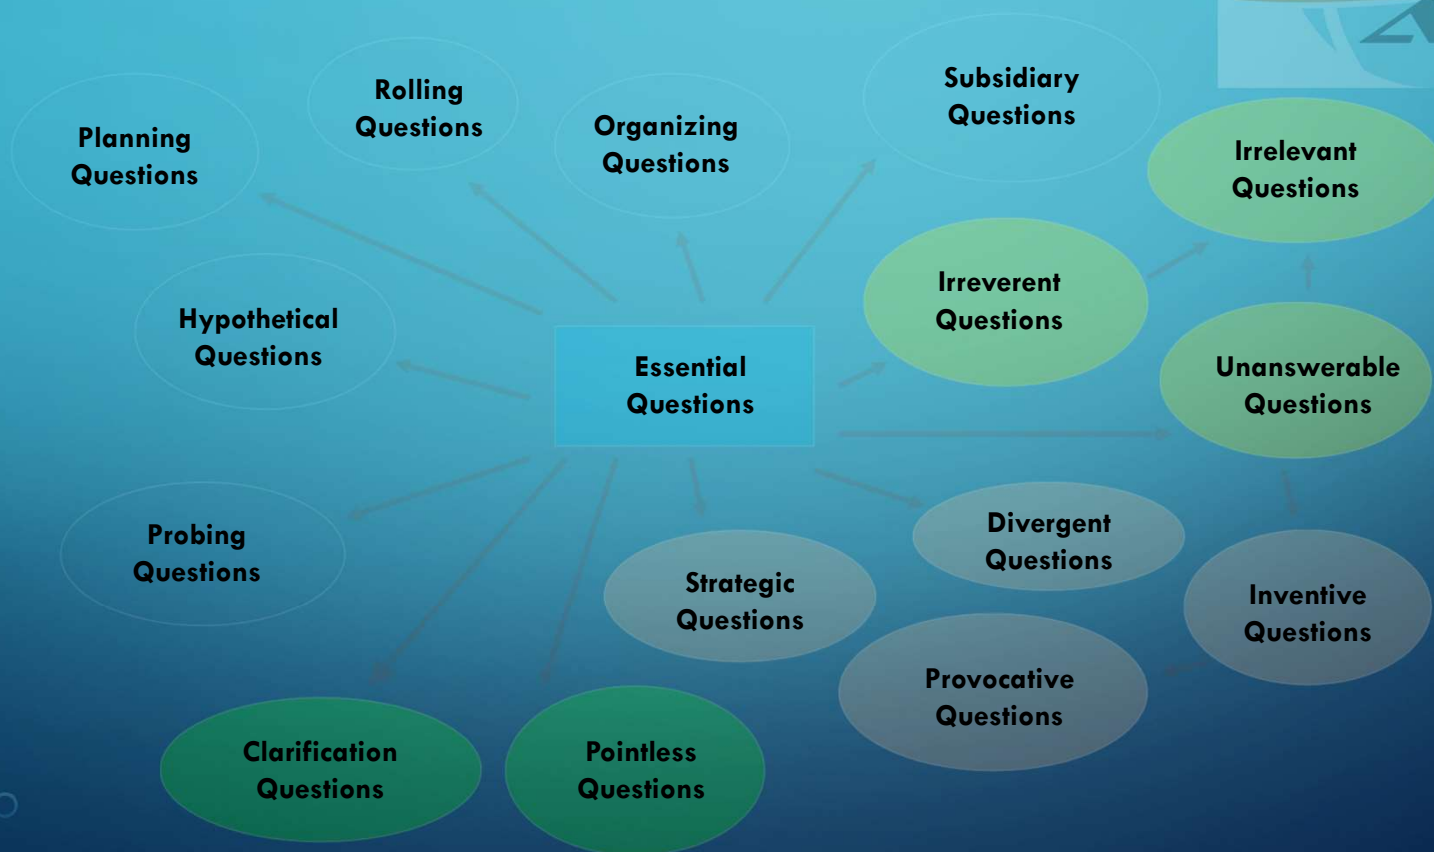 Subsidiary
Questions
Rolling
Questions
Organizing
Questions
Planning
Questions
Irrelevant
Questions
Irreverent
Questions
Hypothetical
Questions
Essential
Questions
Unanswerable
Questions
Probing
Questions
Divergent
Questions
Strategic
Questions
Inventive
Questions
Provocative
Questions
Clarification
Questions
Pointless
Questions